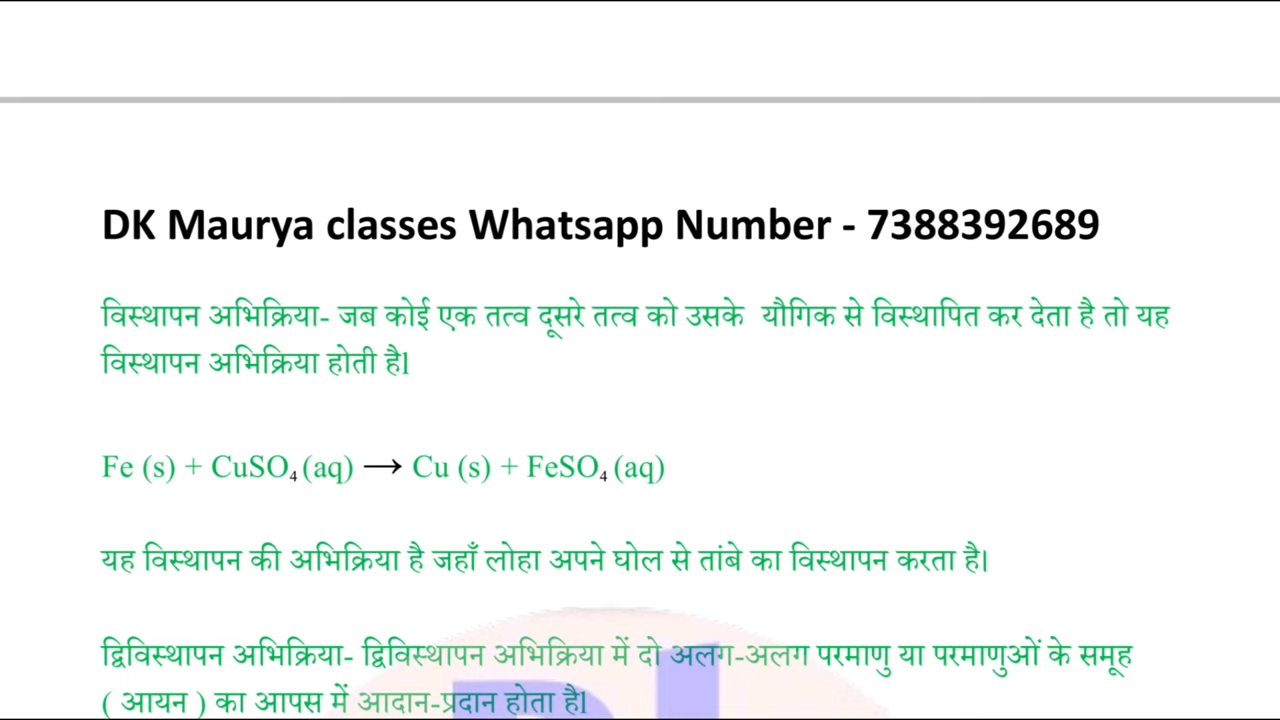 DK Maurya classes Whatsapp Number - 7388392689
विस्थापन अभिक्रिया- जब कोई एक तत्व दूसरे तत्व को उसके यौगिक से विस्थापित कर देता है तो यह
विस्थापन अभिक्रिया होती हैl
Fe (s) + CuSO₄ (aq) ⟶ Cu (s) + FeSO₄ (aq)
यह विस्थापन की अभिक्रिया है जहाँ लोहा अपने घोल से तांबे का विस्थापन करता है।
द्विविस्थापन अभिक्रिया- द्विविस्थापन अभिक्रिया में दो अलग-अलग परमाणु या परमाणुओं के समूह
( आयन ) का आपस में आदान-प्रदान होता हैl